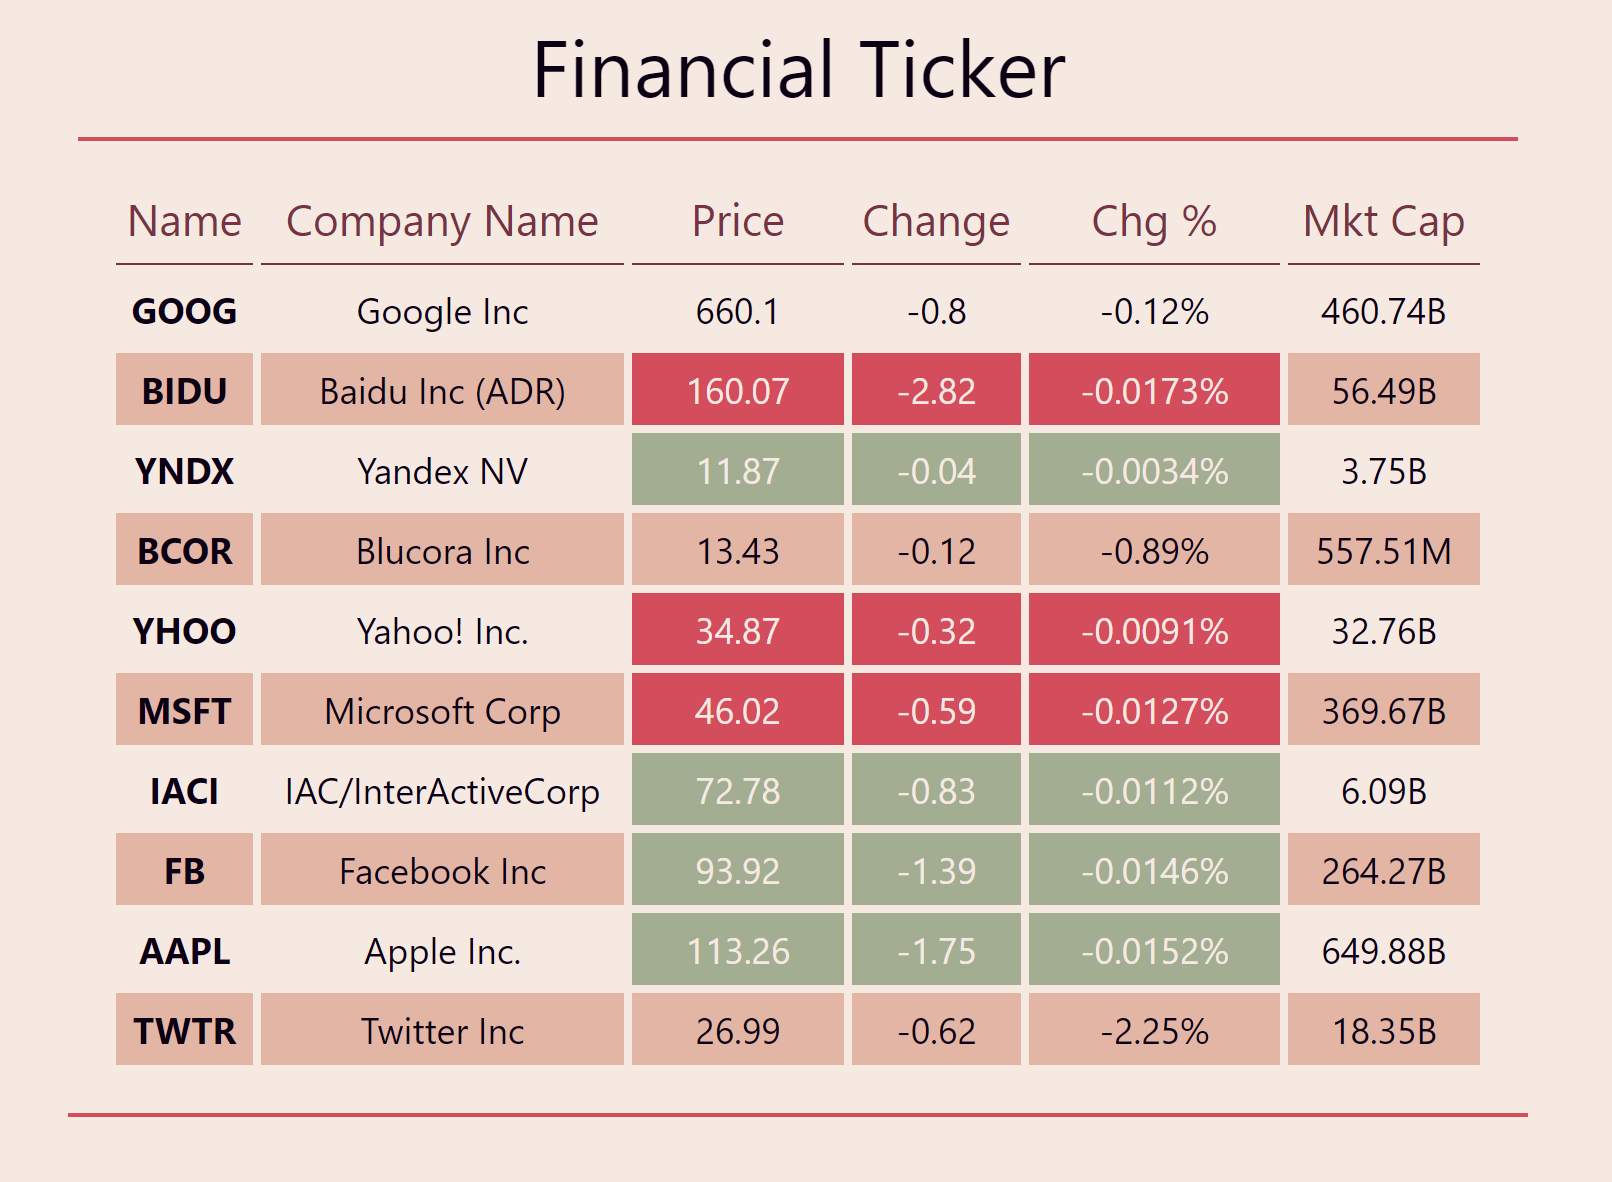 Financial Ticker
Name Company Name Price Change Chg % Mkt Cap
GOOG Google Inc 660.1 -0.8 -0.12% 460.74B
BIDU Baidu Inc (ADR) 160.07 -2.82 -0.0173% 56.49B
YNDX Yandex NV 11.87 -0.04 -0.0034% 3.75B
BCOR Blucora Inc 13.43 -0.12 -0.89% 557.51M
YHOO Yahoo! Inc. 34.87 -0.32 -0.0091% 32.76B
MSFT Microsoft Corp 46.02 -0.59 -0.0127% 369.67B
IACI IAC/InterActiveCorp 72.78 -0.83 -0.0112% 6.09B
FB Facebook Inc 93.92 -1.39 -0.0146% 264.27B
AAPL Apple Inc. 113.26 -1.75 -0.0152% 649.88B
TWTR Twitter Inc 26.99 -0.62 -2.25% 18.35B